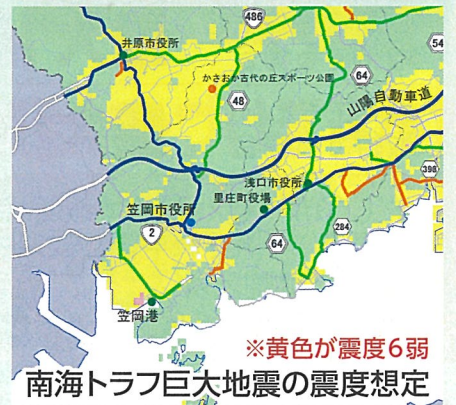 486
井原市役所
54
かさおか古代の丘スポーツ公園
64
48
山陽自動車道
398
浅口市役所
里庄町役場
笠岡市役所
2
284
64
笠岡港
※黄色が震度6弱
南海トラフ巨大地震の震度想定